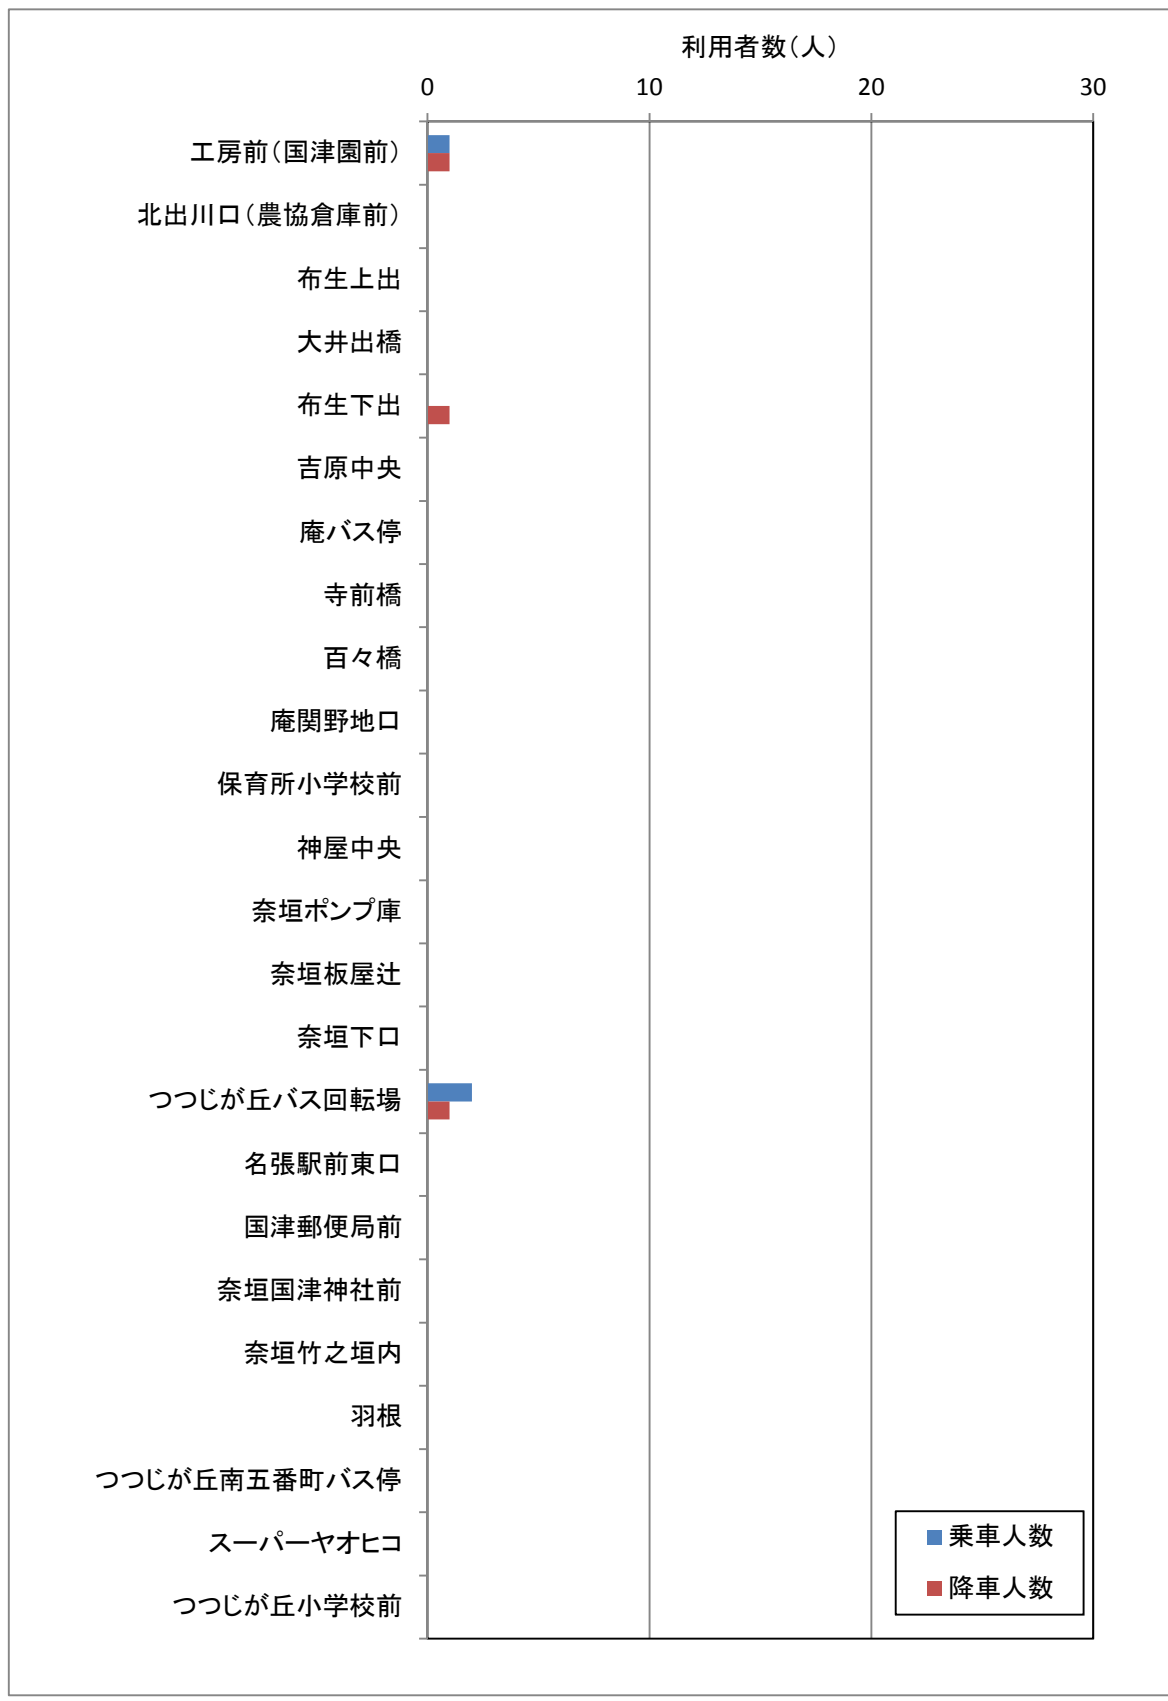 利用者数（人）
0 10 20 30
工房前（国津園前）
北出川口（農協倉庫前）
布生上出
大井出橋
布生下出
吉原中央
庵バス停
寺前橋
百々橋
庵関野地口
保育所小学校前
神屋中央
奈垣ポンプ庫
奈垣板屋辻
奈垣下口
つつじが丘バス回転場
名張駅前東口
国津郵便局前
奈垣国津神社前
奈垣竹之垣内
羽根
つつじが丘南五番町バス停
スーパーヤオヒコ
つつじが丘小学校前
乗車人数
降車人数